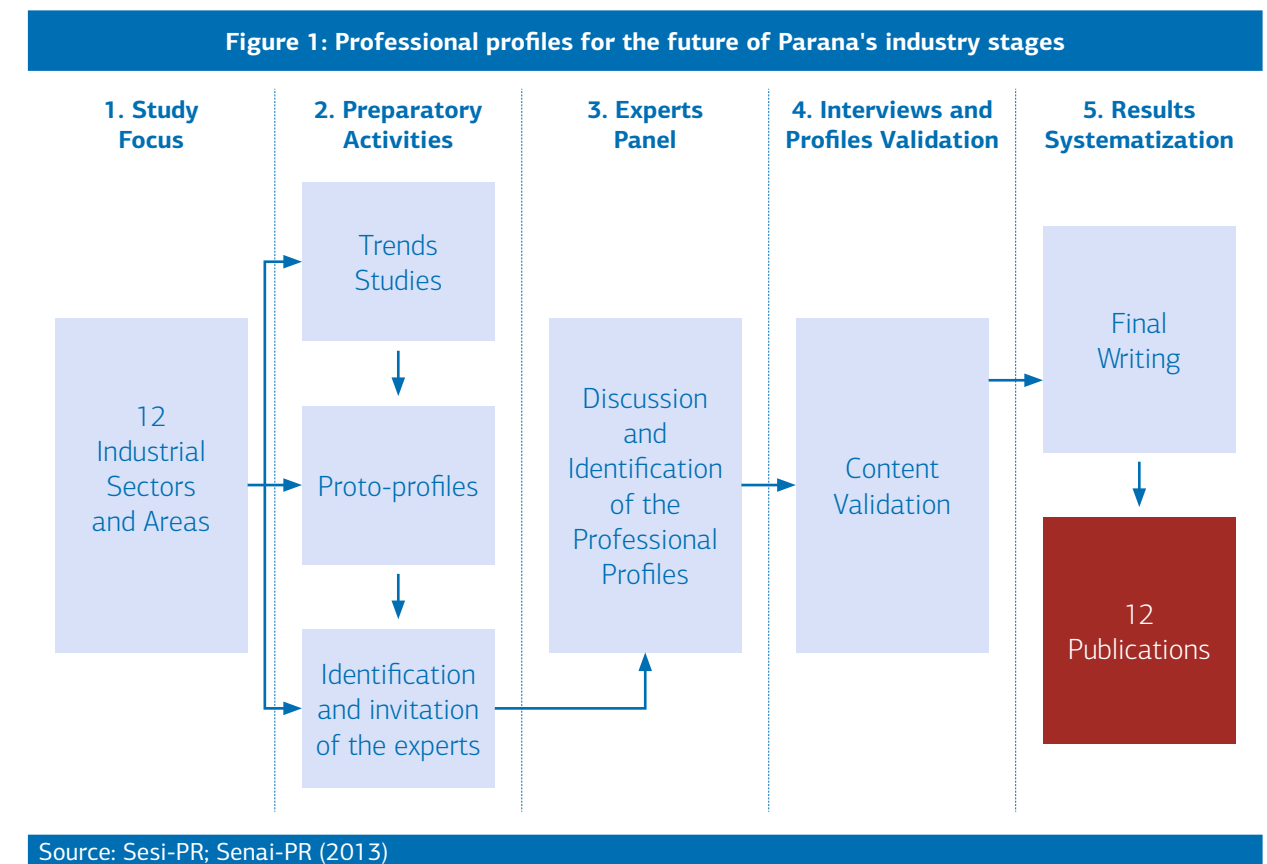 Figure 1: Professional profiles for the future of Parana's industry stages
1. Study
Focus
2. Preparatory
Activities
3. Experts
Panel
4. Interviews and
Profiles Validation
5. Results
Systematization
12
Industrial
Sectors
and Areas
Trends
Studies
Proto-profiles
Identification
and invitation
of the experts
Discussion
and
Identification
of the
Professional
Profiles
Content
Validation
Final
Writing
12
Publications
Source: Sesi-PR; Senai-PR (2013)